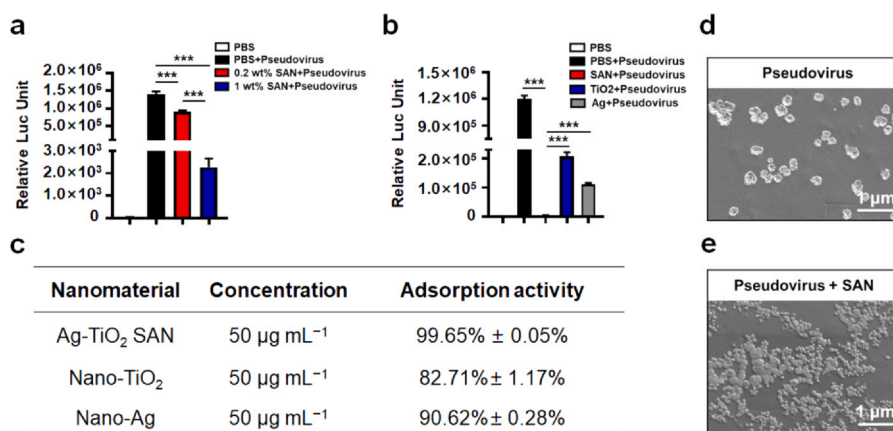 a
PBS
PBS+Pseudovirus
0.2 wt% SAN+Pseudovirus
1 wt% SAN+Pseudovirus
***
***
***
Relative Luc Unit
2.0×10⁶
1.5×10⁶
1.0×10⁶
5.0×10⁵
3.0×10³
2.0×10³
1.0×10³
0
b
PBS
PBS+Pseudovirus
SAN+Pseudovirus
TiO2+Pseudovirus
Ag+Pseudovirus
***
***
***
Relative Luc Unit
1.5×10⁶
1.2×10⁶
9.0×10⁵
6.0×10⁵
2.0×10⁵
1.0×10⁵
0
c
Nanomaterial Concentration Adsorption activity
Ag-TiO₂ SAN 50 µg mL⁻¹ 99.65% ± 0.05%
Nano-TiO₂ 50 µg mL⁻¹ 82.71% ± 1.17%
Nano-Ag 50 µg mL⁻¹ 90.62% ± 0.28%
d
Pseudovirus
1 µm
e
Pseudovirus + SAN
1 µm